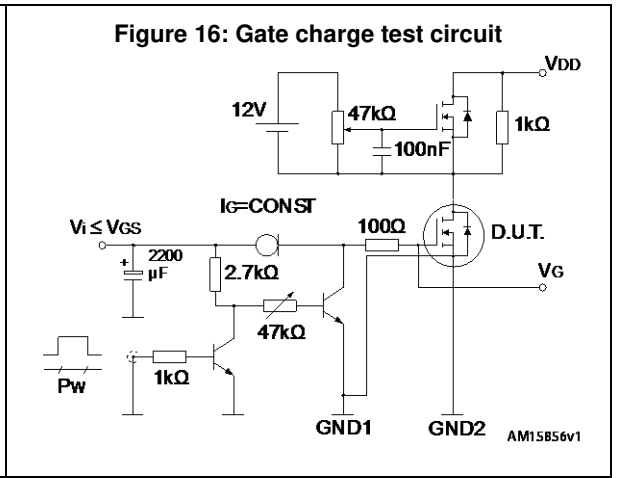 Figure 16: Gate charge test circuit
VDD
12V
47kΩ
1kΩ
100nF
IG=CONST
Vi ≤ VGS
100Ω
D.U.T.
+
2200
µF
2.7kΩ
VG
47kΩ
1kΩ
Pw
GND1
GND2
AM15856v1